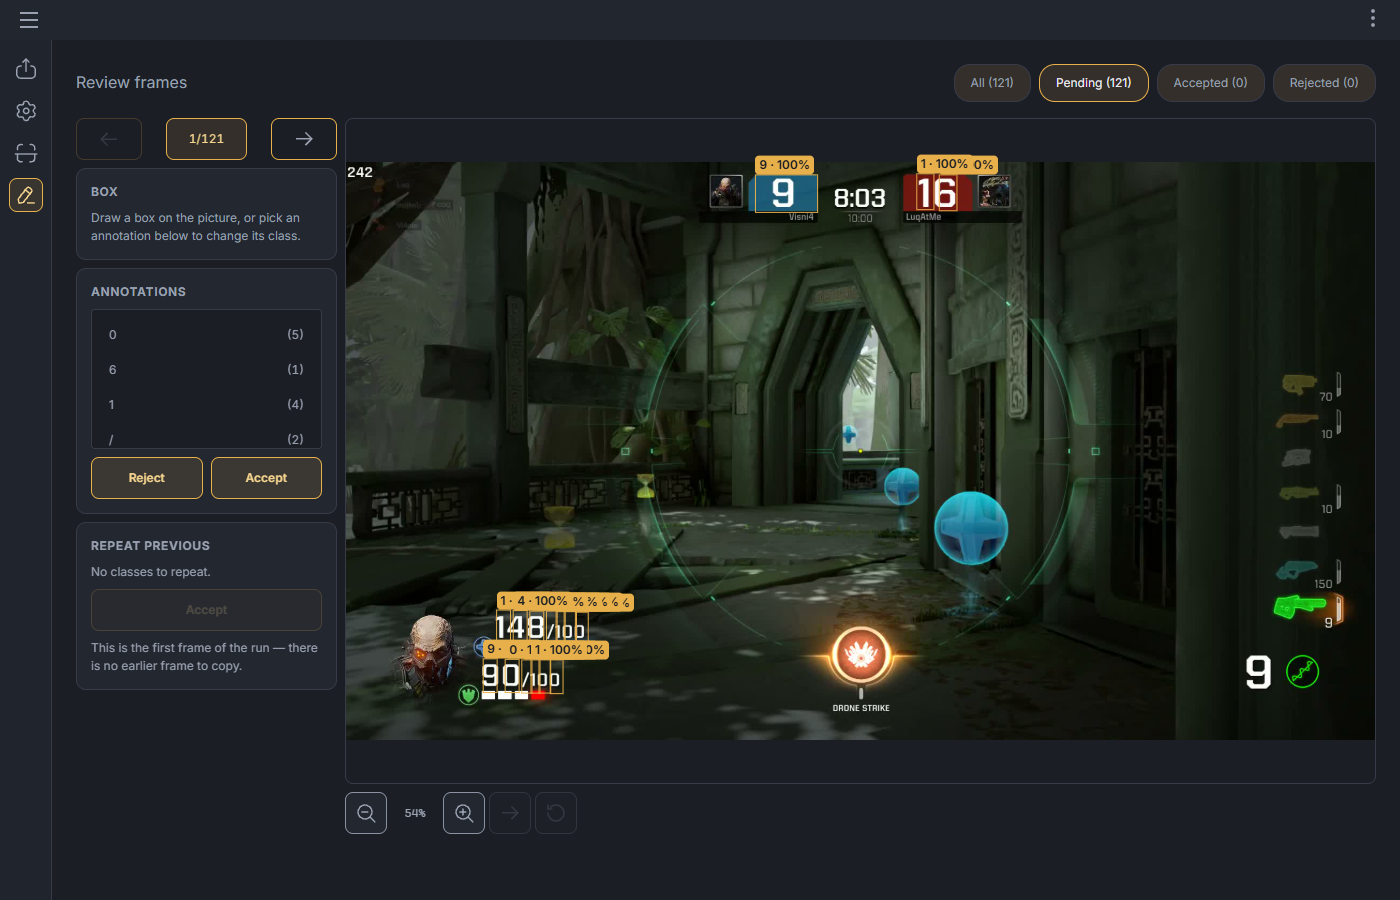 Review frames
All (121)
Pending (121)
Accepted (0)
Rejected (0)
1/121
BOX
Draw a box on the picture, or pick an
annotation below to change its class.
ANNOTATIONS
0 (5)
6 (1)
1 (4)
/ (2)
Reject
Accept
REPEAT PREVIOUS
No classes to repeat.
Accept
This is the first frame of the run — there
is no earlier frame to copy.
242
9 · 100%
1 · 100% 0%
9
8:03
16
Visni4
10:00
LuqAtMe
70
10
10
150
9
1 · 4 · 100% % % % % %
148/100
9 · 0 · 1 1 · 100% 0%
90/100
DRONE STRIKE
9
54%